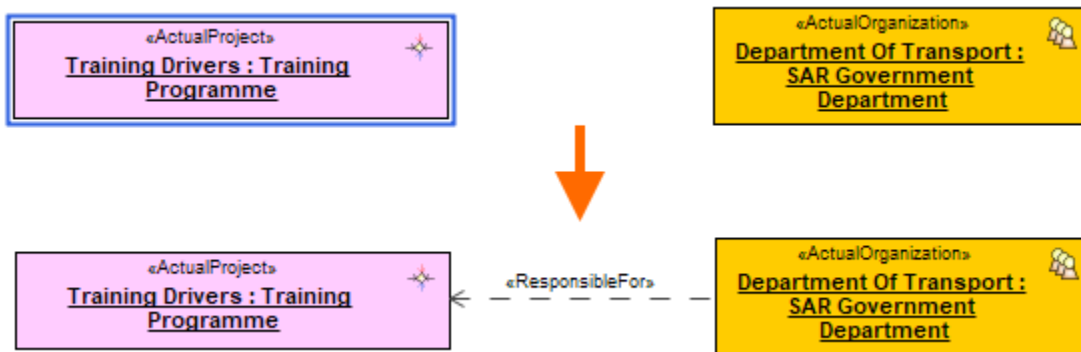 «ActualProject»
Training Drivers : Training
Programme
«ActualOrganization»
Department Of Transport :
SAR Government
Department
«ActualProject»
Training Drivers : Training
Programme
«ResponsibleFor»
«ActualOrganization»
Department Of Transport :
SAR Government
Department